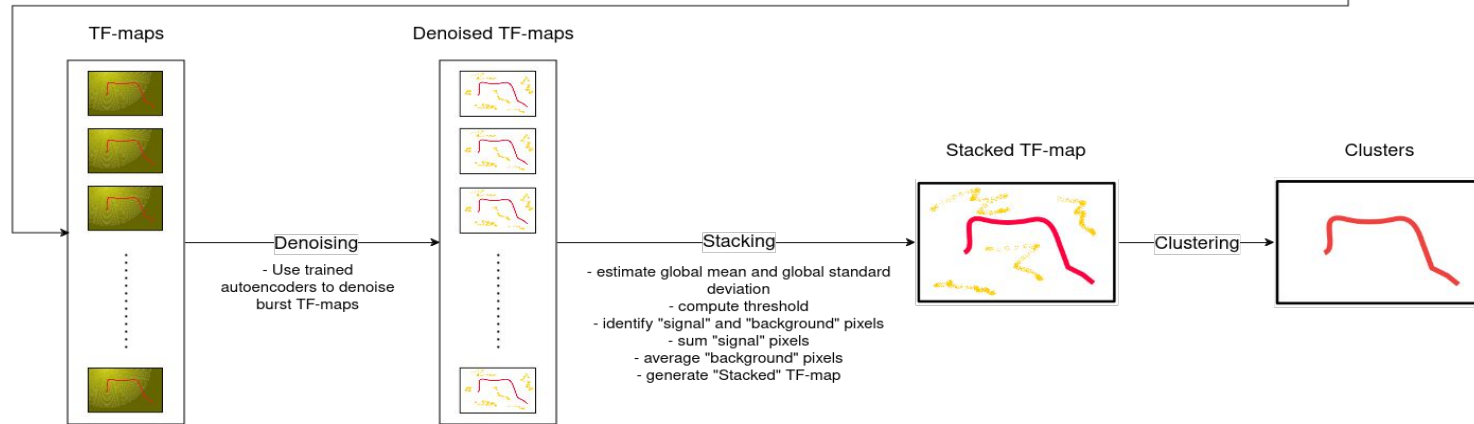 TF-maps
Denoised TF-maps
Stacked TF-map
Clusters
Denoising
- Use trained
autoencoders to denoise
burst TF-maps
Stacking
- estimate global mean and global standard
deviation
- compute threshold
- identify "signal" and "background" pixels
- sum "signal" pixels
- average "background" pixels
- generate "Stacked" TF-map
Clustering